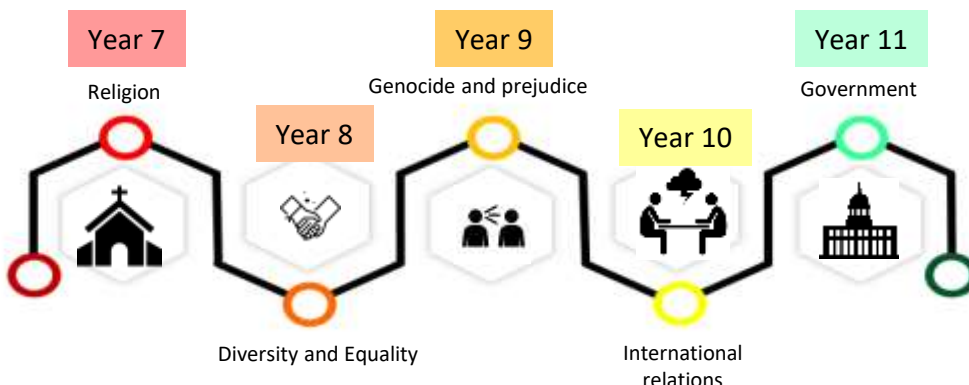 Year 7
Religion
Year 8
Diversity and Equality
Year 9
Genocide and prejudice
Year 10
International
relations
Year 11
Government